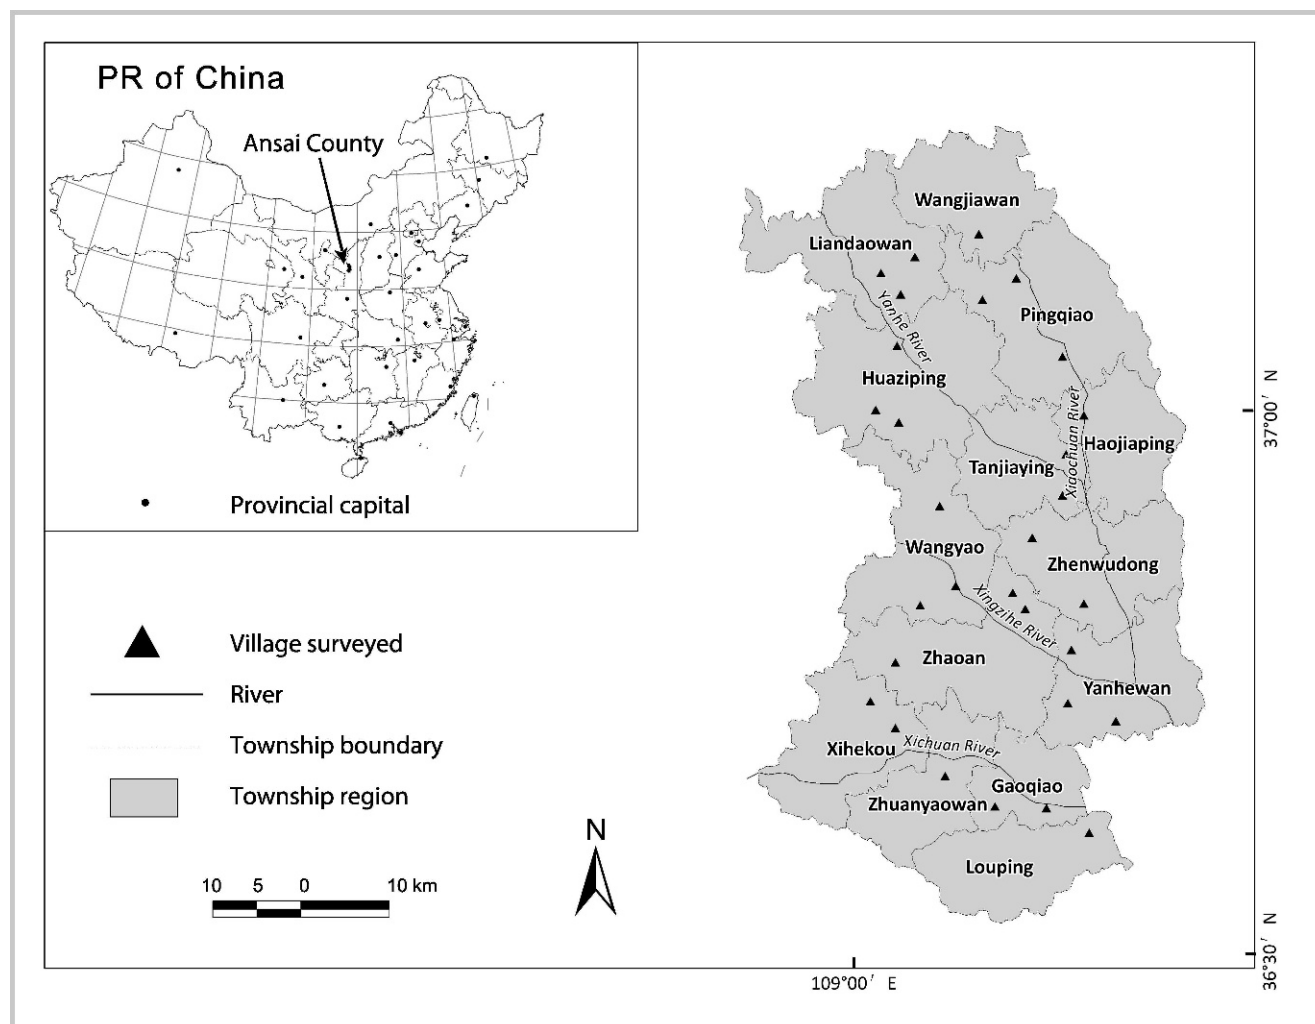 PR of China
Ansai County
Provincial capital
Village surveyed
River
Township boundary
Township region
10 5 0 10 km
N
Wangjiawan
Liandaowan
Pingqiao
Yanhe River
Huaziping
Xiaochuan River
Haojiaping
Tanjiaying
Wangyao
Zhenwudong
Xingzihe River
Zhaoan
Yanhewan
Xihekou
Xichuan River
Gaoqiao
Zhuanyaowan
Louping
37°00′ N
36°30′ N
109°00′ E